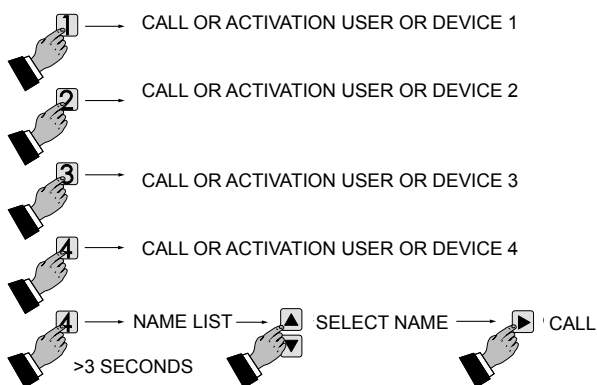 1 → CALL OR ACTIVATION USER OR DEVICE 1
2 → CALL OR ACTIVATION USER OR DEVICE 2
3 → CALL OR ACTIVATION USER OR DEVICE 3
4 → CALL OR ACTIVATION USER OR DEVICE 4
4 → NAME LIST → ▲ ▼ SELECT NAME → ▶ CALL
>3 SECONDS